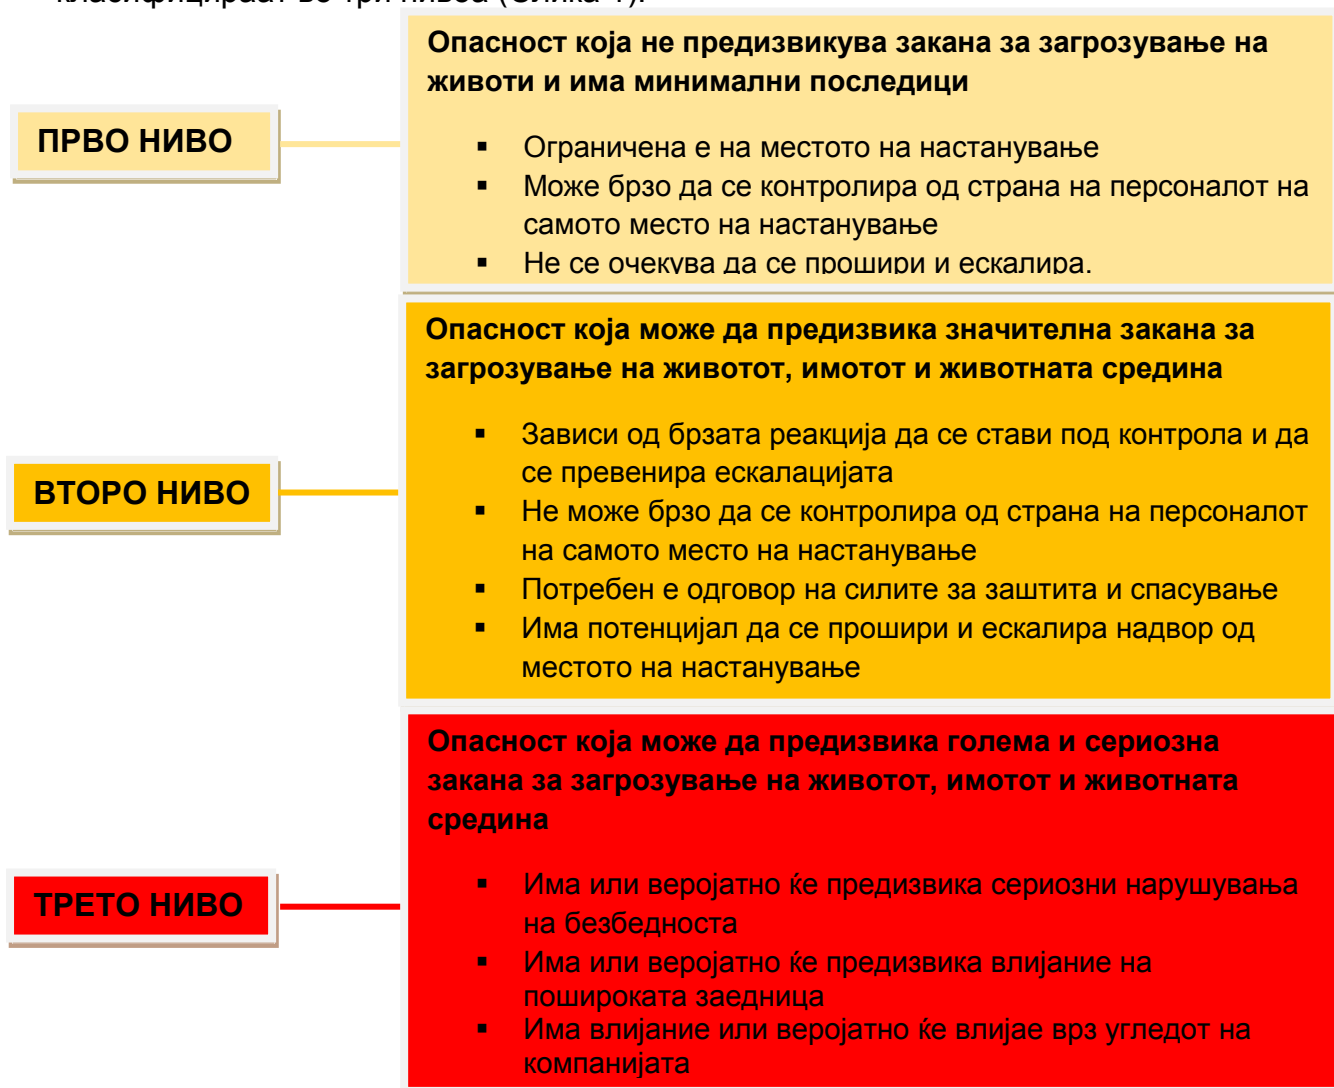 класифицираат во три нивоа (Слика 1).
Опасност која не предизвикува закана за загрозување на
животи и има минимални последици
ПРВО НИВО
▪ Ограничена е на местото на настанување
▪ Може брзо да се контролира од страна на персоналот на
самото место на настанување
▪ Не се очекува да се прошири и ескалира.
Опасност која може да предизвика значителна закана за
загрозување на животот, имотот и животната средина
ВТОРО НИВО
▪ Зависи од брзата реакција да се стави под контрола и да
се превенира ескалацијата
▪ Не може брзо да се контролира од страна на персоналот
на самото место на настанување
▪ Потребен е одговор на силите за заштита и спасување
▪ Има потенцијал да се прошири и ескалира надвор од
местото на настанување
Опасност која може да предизвика голема и сериозна
закана за загрозување на животот, имотот и животната
средина
ТРЕТО НИВО
▪ Има или веројатно ќе предизвика сериозни нарушувања
на безбедноста
▪ Има или веројатно ќе предизвика влијание на
пошироката заедница
▪ Има влијание или веројатно ќе влијае врз угледот на
компанијата